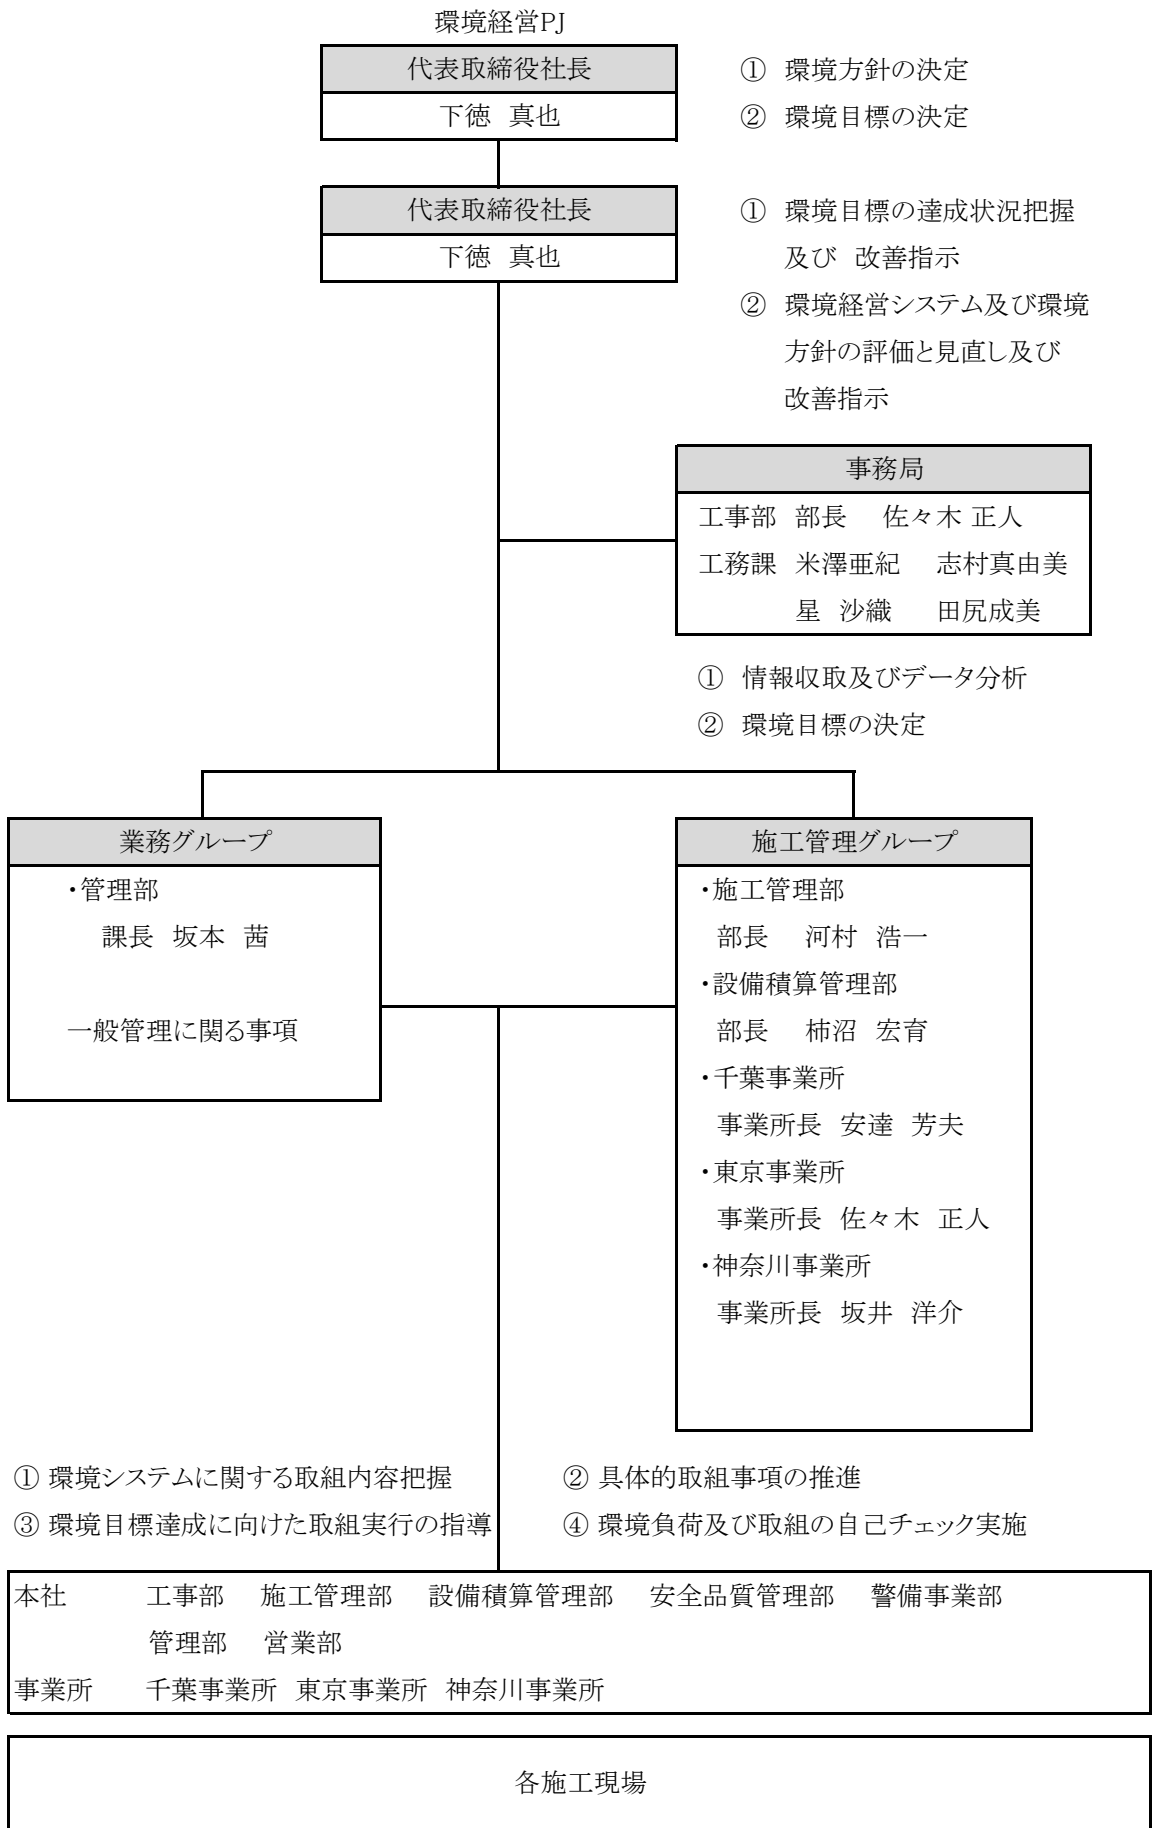 環境経営PJ
代表取締役社長
下徳 真也
① 環境方針の決定
② 環境目標の決定
代表取締役社長
下徳 真也
① 環境目標の達成状況把握
及び 改善指示
② 環境経営システム及び環境
方針の評価と見直し及び
改善指示
事務局
工事部 部長 佐々木 正人
工務課 米澤亜紀 志村真由美
星 沙織 田尻成美
① 情報収取及びデータ分析
② 環境目標の決定
業務グループ
・管理部
課長 坂本 茜
一般管理に関る事項
施工管理グループ
・施工管理部
部長 河村 浩一
・設備積算管理部
部長 柿沼 宏育
・千葉事業所
事業所長 安達 芳夫
・東京事業所
事業所長 佐々木 正人
・神奈川事業所
事業所長 坂井 洋介
① 環境システムに関する取組内容把握 ② 具体的取組事項の推進
③ 環境目標達成に向けた取組実行の指導 ④ 環境負荷及び取組の自己チェック実施
本社 工事部 施工管理部 設備積算管理部 安全品質管理部 警備事業部
管理部 営業部
事業所 千葉事業所 東京事業所 神奈川事業所
各施工現場